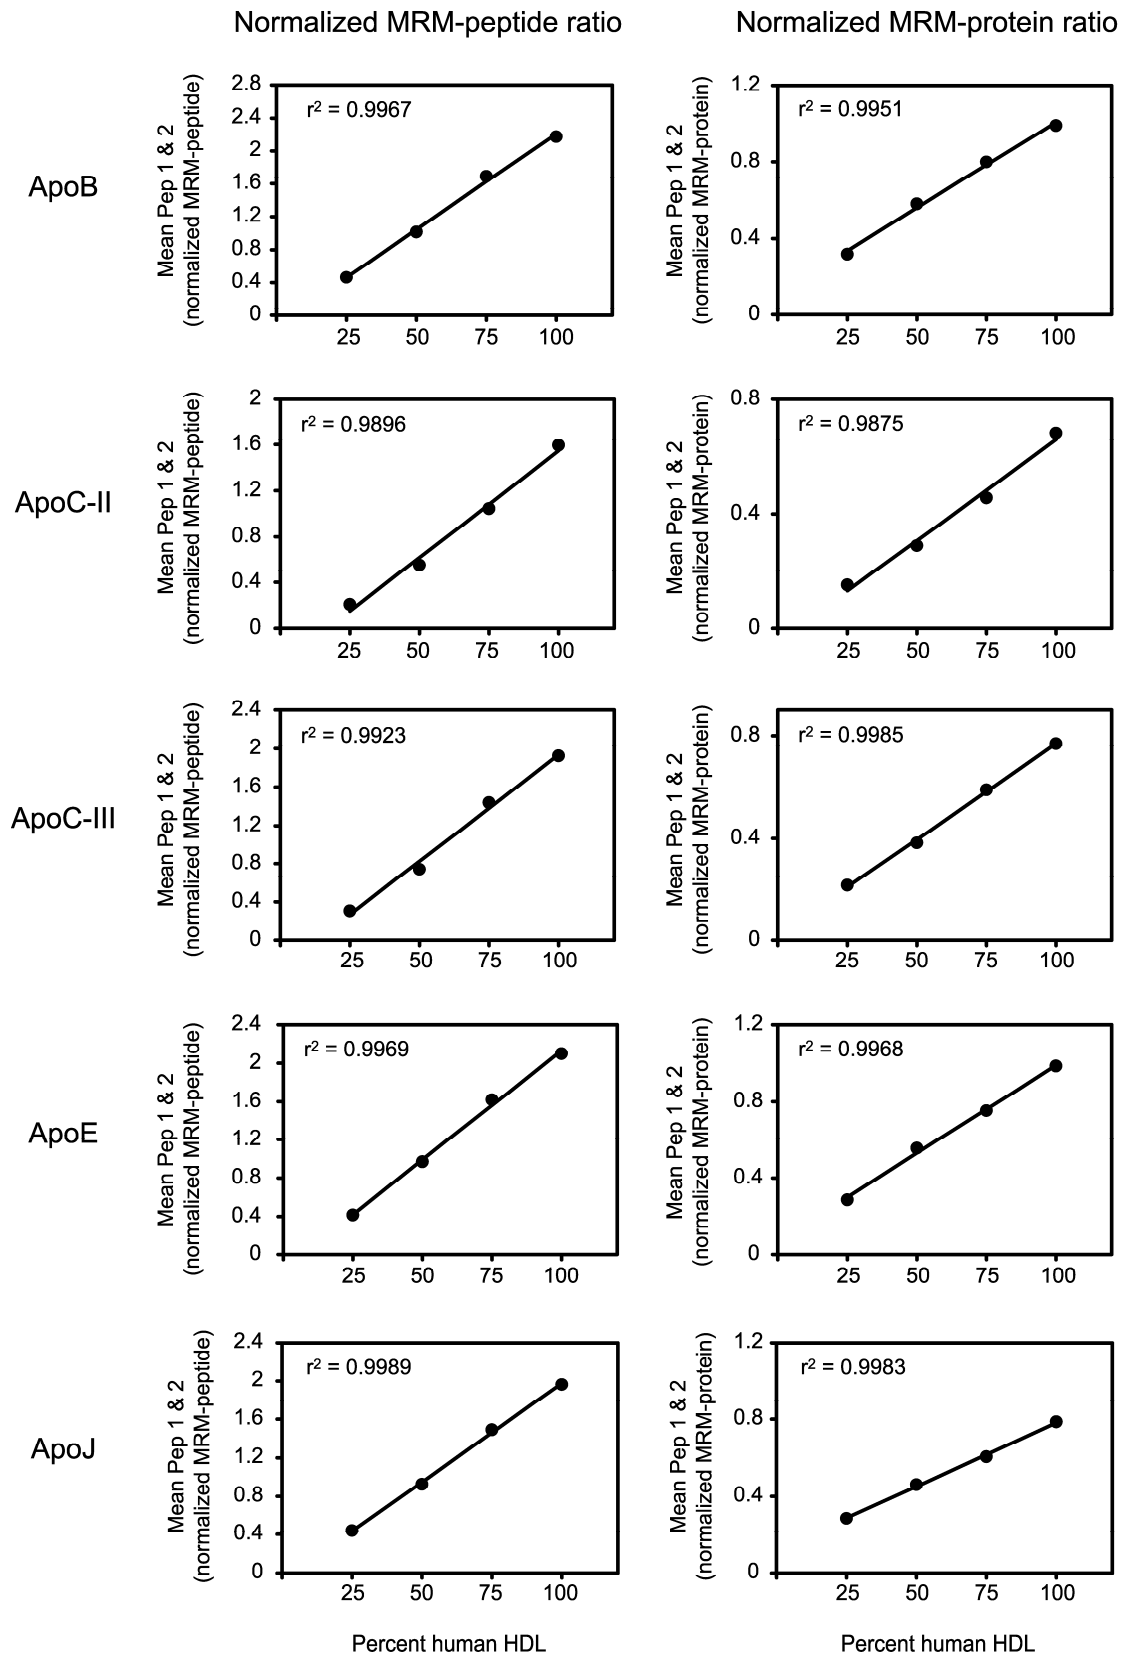 Normalized MRM-peptide ratio
Normalized MRM-protein ratio
ApoB
Mean Pep 1 & 2
(normalized MRM-peptide)
2.8
2.4
2
1.6
1.2
0.8
0.4
0
r² = 0.9967
25 50 75 100
Mean Pep 1 & 2
(normalized MRM-protein)
1.2
0.8
0.4
0
r² = 0.9951
25 50 75 100
ApoC-II
Mean Pep 1 & 2
(normalized MRM-peptide)
2
1.6
1.2
0.8
0.4
0
r² = 0.9896
25 50 75 100
Mean Pep 1 & 2
(normalized MRM-protein)
0.8
0.4
0
r² = 0.9875
25 50 75 100
ApoC-III
Mean Pep 1 & 2
(normalized MRM-peptide)
2.4
2
1.6
1.2
0.8
0.4
0
r² = 0.9923
25 50 75 100
Mean Pep 1 & 2
(normalized MRM-protein)
0.8
0.4
0
r² = 0.9985
25 50 75 100
ApoE
Mean Pep 1 & 2
(normalized MRM-peptide)
2.4
2
1.6
1.2
0.8
0.4
0
r² = 0.9969
25 50 75 100
Mean Pep 1 & 2
(normalized MRM-protein)
1.2
0.8
0.4
0
r² = 0.9968
25 50 75 100
ApoJ
Mean Pep 1 & 2
(normalized MRM-peptide)
2.4
2
1.6
1.2
0.8
0.4
0
r² = 0.9989
25 50 75 100
Percent human HDL
Mean Pep 1 & 2
(normalized MRM-protein)
1.2
0.8
0.4
0
r² = 0.9983
25 50 75 100
Percent human HDL